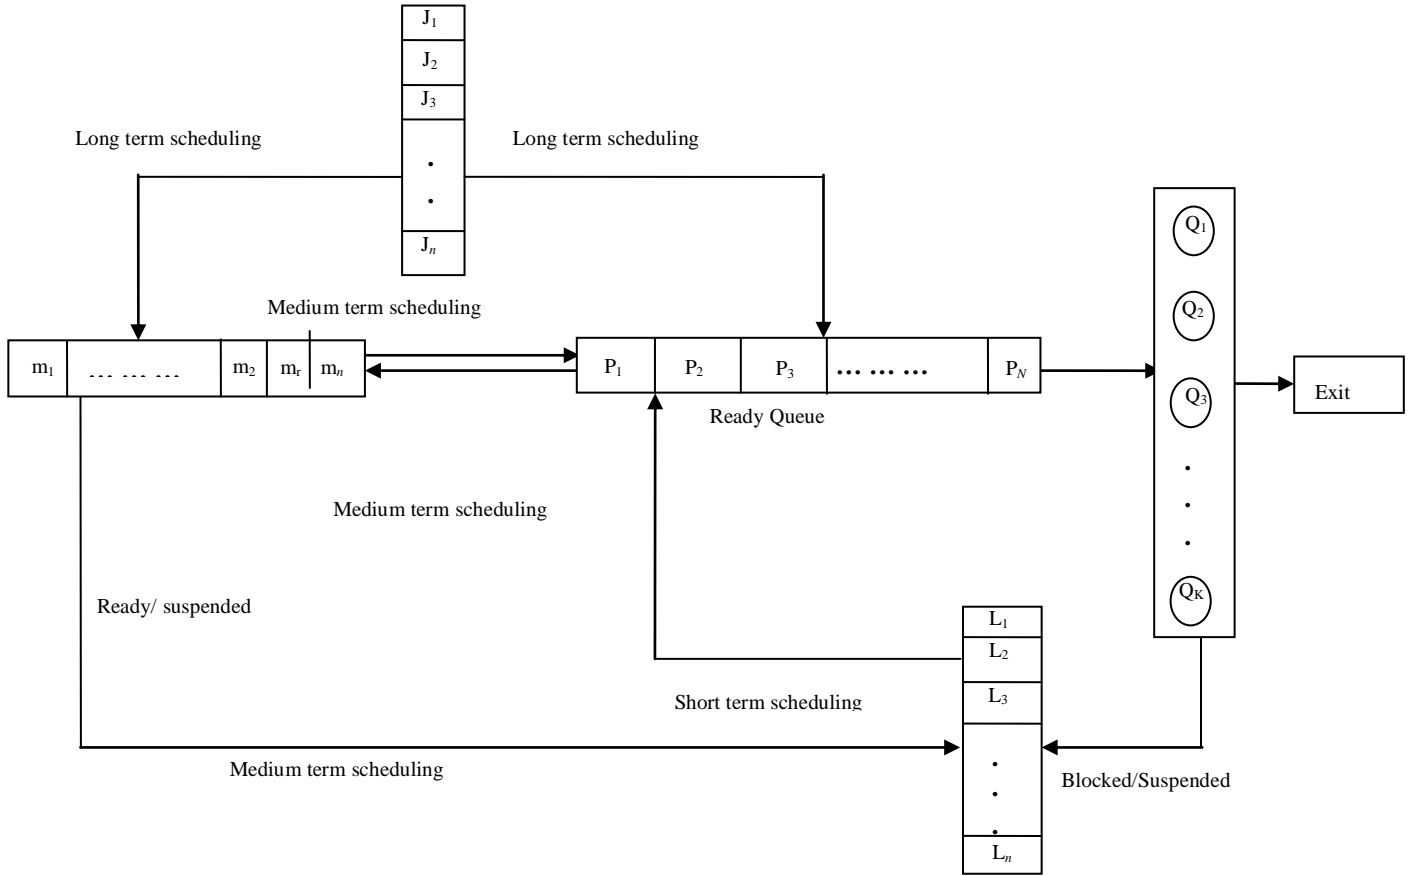 J1
J2
J3
.
.
Jn
Long term scheduling
Long term scheduling
Medium term scheduling
m1 ... ... ... m2 mr mn
P1 P2 P3 ... ... ... PN
Ready Queue
Q1
Q2
Q3
.
.
.
QK
Exit
Medium term scheduling
Ready/ suspended
L1
L2
L3
.
.
.
Ln
Short term scheduling
Medium term scheduling
Blocked/Suspended